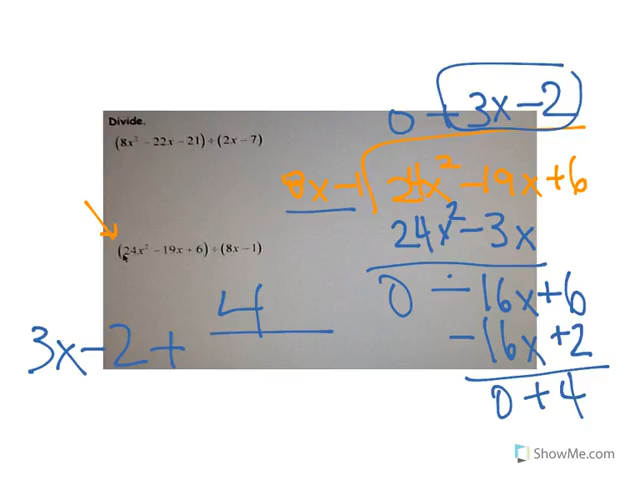 0 + 3x - 2
Divide.
(8x² - 22x - 21) ÷ (2x - 7)
8x - 1 24x² - 19x + 6
24x² - 3x
(24x² - 19x + 6) ÷ (8x - 1)
0 - 16x + 6
3x - 2 + 4
- 16x + 2
0 + 4
ShowMe.com